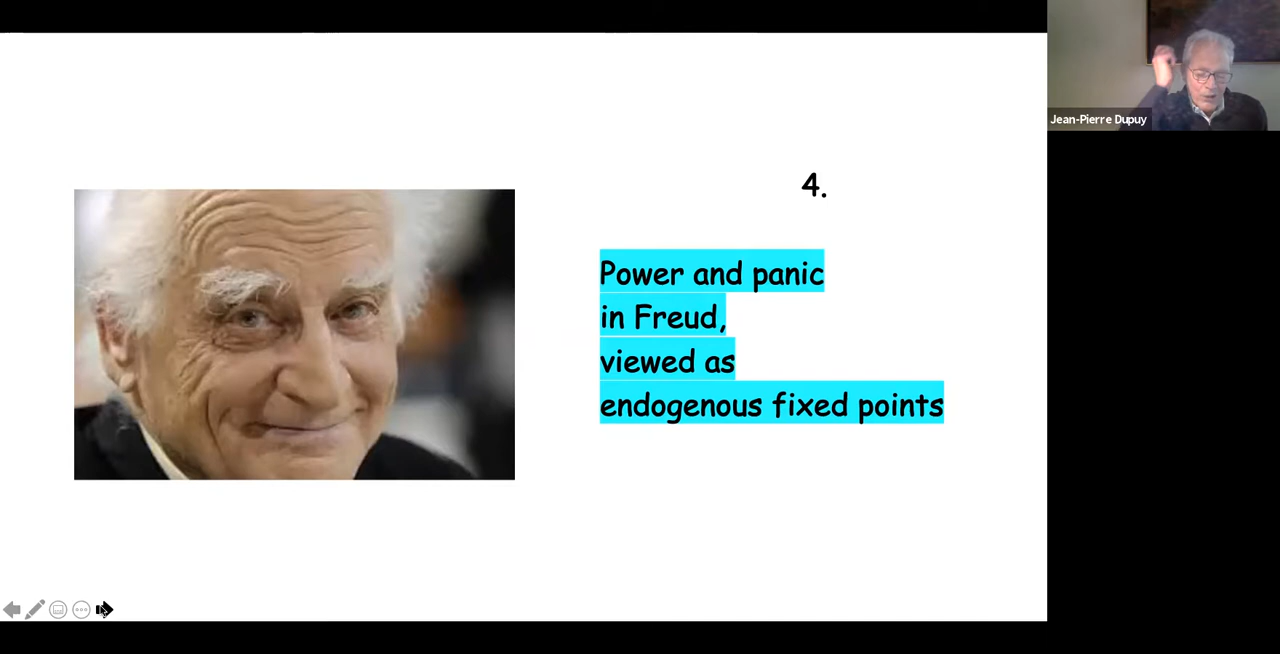 Jean-Pierre Dupuy
4.
Power and panic
in Freud,
viewed as
endogenous fixed points